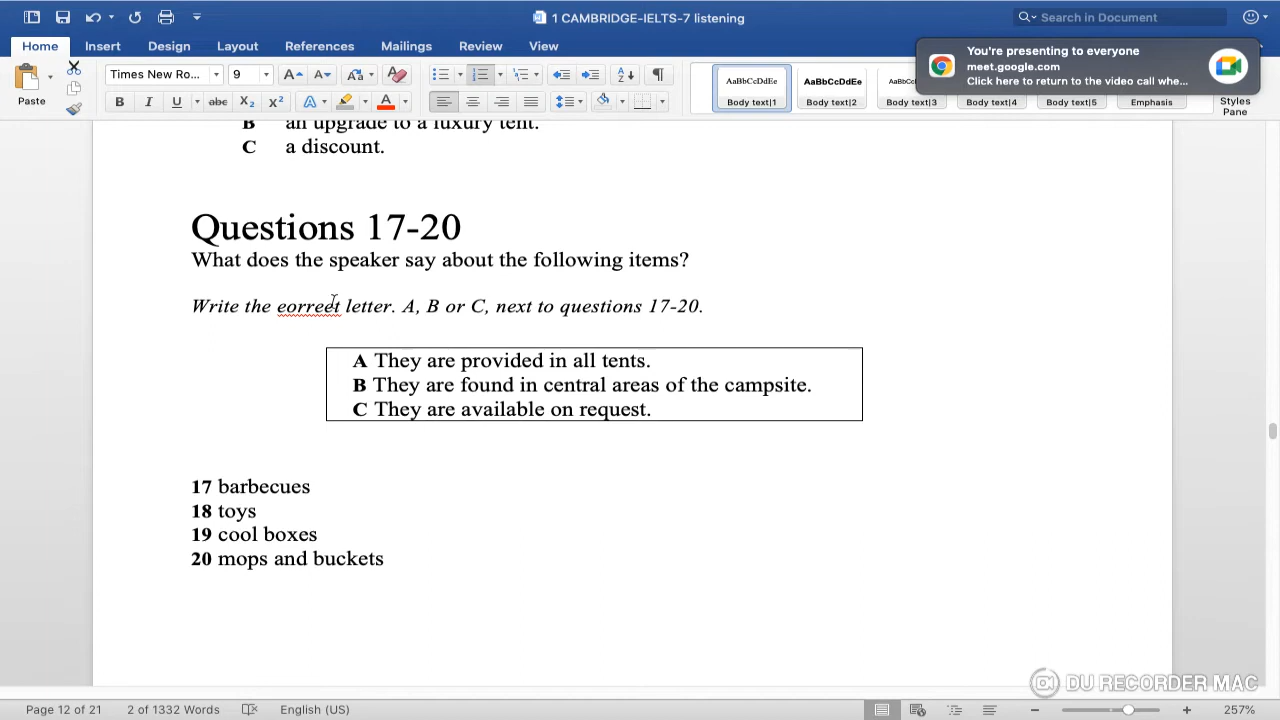 1 CAMBRIDGE-IELTS-7 listening
Search in Document
Home Insert Design Layout References Mailings Review View
You're presenting to everyone
meet.google.com
Click here to return to the video call whe...
Paste
Times New Ro... 9
AaBbCcDdEe AaBbCcDdEe
Body text|1 Body text|2 Body text|3 Body text|4 Body text|5 Emphasis
Styles Pane
B an upgrade to a luxury tent.
C a discount.
Questions 17-20
What does the speaker say about the following items?
Write the eorreet letter. A, B or C, next to questions 17-20.
A They are provided in all tents.
B They are found in central areas of the campsite.
C They are available on request.
17 barbecues
18 toys
19 cool boxes
20 mops and buckets
DU RECORDER MAC
Page 12 of 21 2 of 1332 Words English (US) 257%